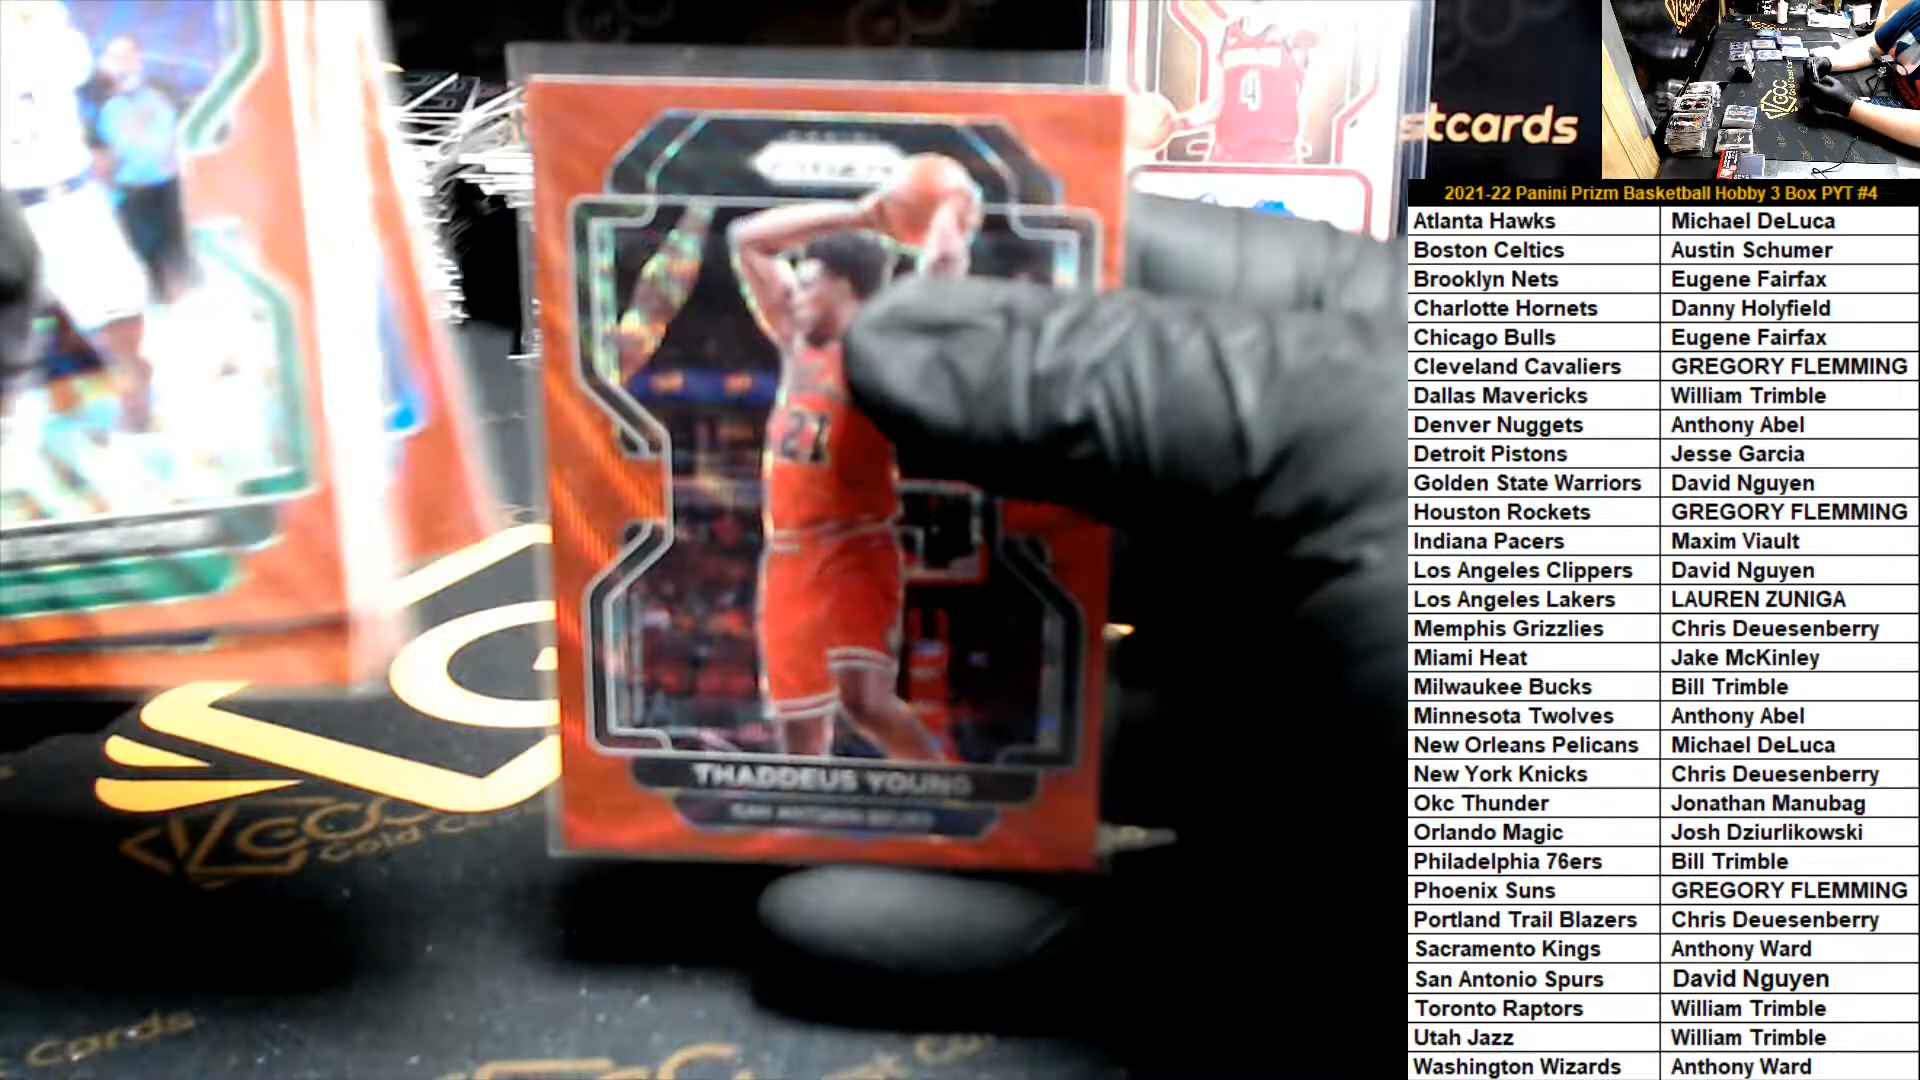 4
stcards
21
THADDEUS YOUNG
SAN ANTONIO SPURS
GCC
Gold Co
Cards
2021-22 Panini Prizm Basketball Hobby 3 Box PYT #4
Atlanta Hawks Michael DeLuca
Boston Celtics Austin Schumer
Brooklyn Nets Eugene Fairfax
Charlotte Hornets Danny Holyfield
Chicago Bulls Eugene Fairfax
Cleveland Cavaliers GREGORY FLEMMING
Dallas Mavericks William Trimble
Denver Nuggets Anthony Abel
Detroit Pistons Jesse Garcia
Golden State Warriors David Nguyen
Houston Rockets GREGORY FLEMMING
Indiana Pacers Maxim Viault
Los Angeles Clippers David Nguyen
Los Angeles Lakers LAUREN ZUNIGA
Memphis Grizzlies Chris Deuesenberry
Miami Heat Jake McKinley
Milwaukee Bucks Bill Trimble
Minnesota Twolves Anthony Abel
New Orleans Pelicans Michael DeLuca
New York Knicks Chris Deuesenberry
Okc Thunder Jonathan Manubag
Orlando Magic Josh Dziurlikowski
Philadelphia 76ers Bill Trimble
Phoenix Suns GREGORY FLEMMING
Portland Trail Blazers Chris Deuesenberry
Sacramento Kings Anthony Ward
San Antonio Spurs David Nguyen
Toronto Raptors William Trimble
Utah Jazz William Trimble
Washington Wizards Anthony Ward